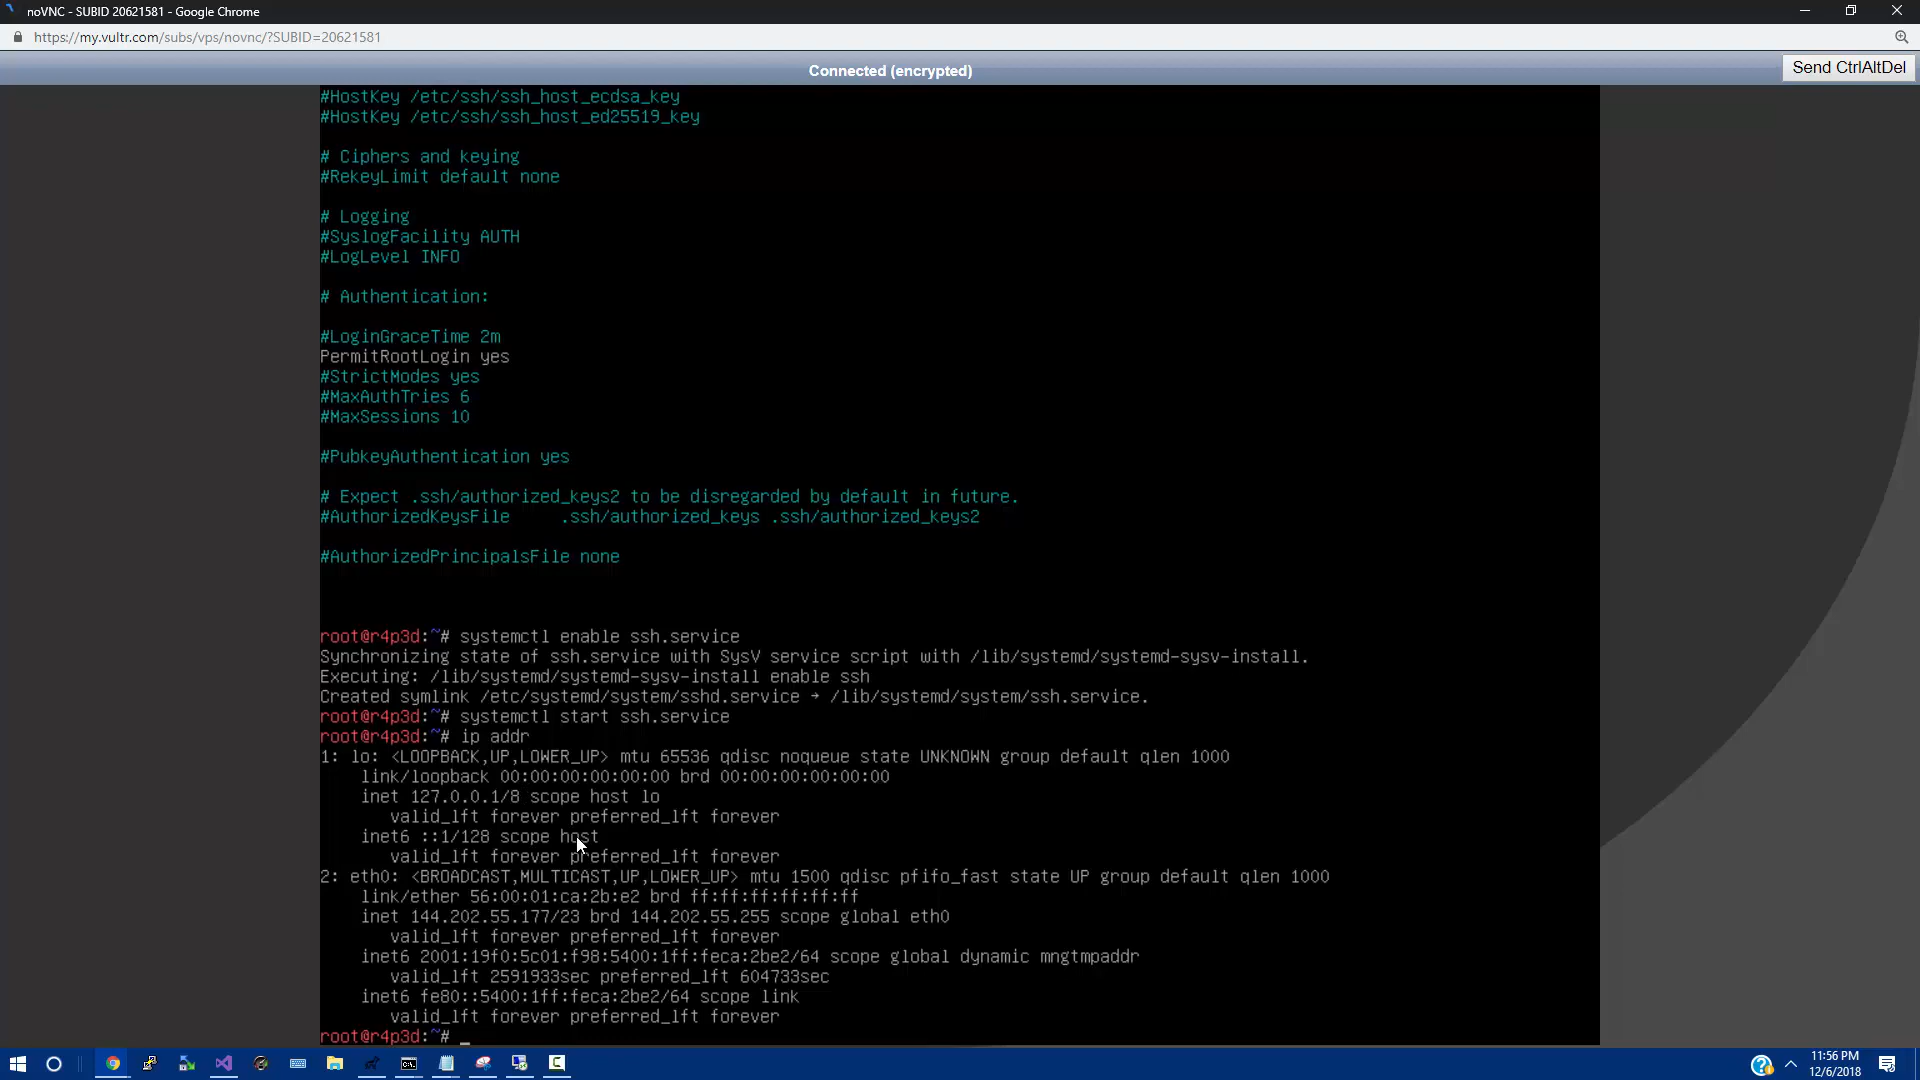 noVNC - SUBID 20621581 - Google Chrome
https://my.vultr.com/subs/vps/novnc/?SUBID=20621581
Connected (encrypted)
Send CtrlAltDel
#HostKey /etc/ssh/ssh_host_ecdsa_key
#HostKey /etc/ssh/ssh_host_ed25519_key
# Ciphers and keying
#RekeyLimit default none
# Logging
#SyslogFacility AUTH
#LogLevel INFO
# Authentication:
#LoginGraceTime 2m
PermitRootLogin yes
#StrictModes yes
#MaxAuthTries 6
#MaxSessions 10
#PubkeyAuthentication yes
# Expect .ssh/authorized_keys2 to be disregarded by default in future.
#AuthorizedKeysFile     .ssh/authorized_keys .ssh/authorized_keys2
#AuthorizedPrincipalsFile none
root@r4p3d:~# systemctl enable ssh.service
Synchronizing state of ssh.service with SysV service script with /lib/systemd/systemd-sysv-install.
Executing: /lib/systemd/systemd-sysv-install enable ssh
Created symlink /etc/systemd/system/sshd.service → /lib/systemd/system/ssh.service.
root@r4p3d:~# systemctl start ssh.service
root@r4p3d:~# ip addr
1: lo: <LOOPBACK,UP,LOWER_UP> mtu 65536 qdisc noqueue state UNKNOWN group default qlen 1000
    link/loopback 00:00:00:00:00:00 brd 00:00:00:00:00:00
    inet 127.0.0.1/8 scope host lo
       valid_lft forever preferred_lft forever
    inet6 ::1/128 scope host
       valid_lft forever preferred_lft forever
2: eth0: <BROADCAST,MULTICAST,UP,LOWER_UP> mtu 1500 qdisc pfifo_fast state UP group default qlen 1000
    link/ether 56:00:01:ca:2b:e2 brd ff:ff:ff:ff:ff:ff
    inet 144.202.55.177/23 brd 144.202.55.255 scope global eth0
       valid_lft forever preferred_lft forever
    inet6 2001:19f0:5c01:f98:5400:1ff:feca:2be2/64 scope global dynamic mngtmpaddr
       valid_lft 2591933sec preferred_lft 604733sec
    inet6 fe80::5400:1ff:feca:2be2/64 scope link
       valid_lft forever preferred_lft forever
root@r4p3d:~# _
11:56 PM
12/6/2018